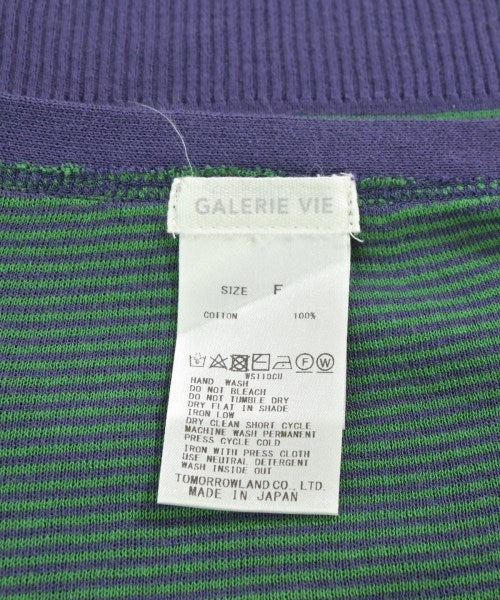 GALERIE VIE
SIZE F
COTTON 100%
F W
WS110CU
HAND WASH
DO NOT BLEACH
DO NOT TUMBLE DRY
DRY FLAT IN SHADE
IRON LOW
DRY CLEAN SHORT CYCLE
MACHINE WASH PERMANENT
PRESS CYCLE COLD
IRON WITH PRESS CLOTH
USE NEUTRAL DETERGENT
WASH INSIDE OUT
TOMORROWLAND CO., LTD.
MADE IN JAPAN